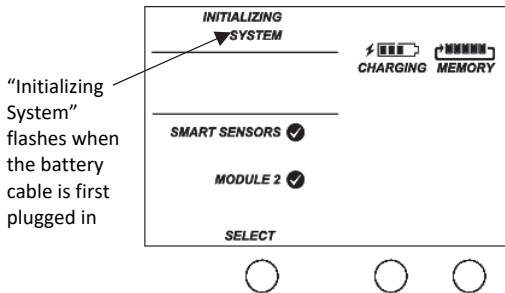 INITIALIZING
SYSTEM
CHARGING MEMORY
“Initializing
System”
flashes when
the battery
cable is first
plugged in
SMART SENSORS
MODULE 2
SELECT